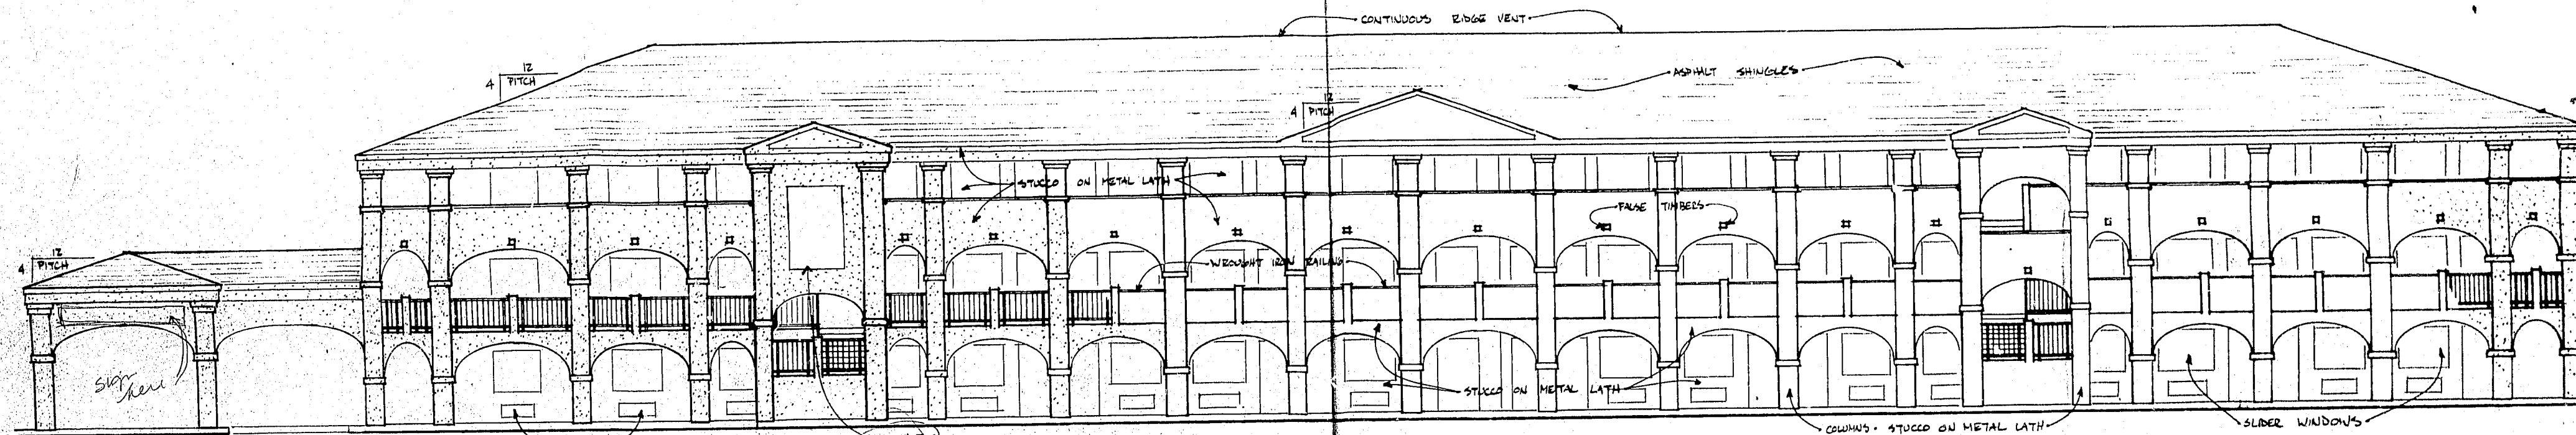 CONTINUOUS RIDGE VENT
12
4 PITCH
ASPHALT SHINGLES
12
4 PITCH
STUCCO ON METAL LATH
FALSE TIMBERS
12
4 PITCH
WROUGHT IRON RAILING
Sign here
STUCCO ON METAL LATH
COLUMNS - STUCCO ON METAL LATH
SLIDER WINDOWS